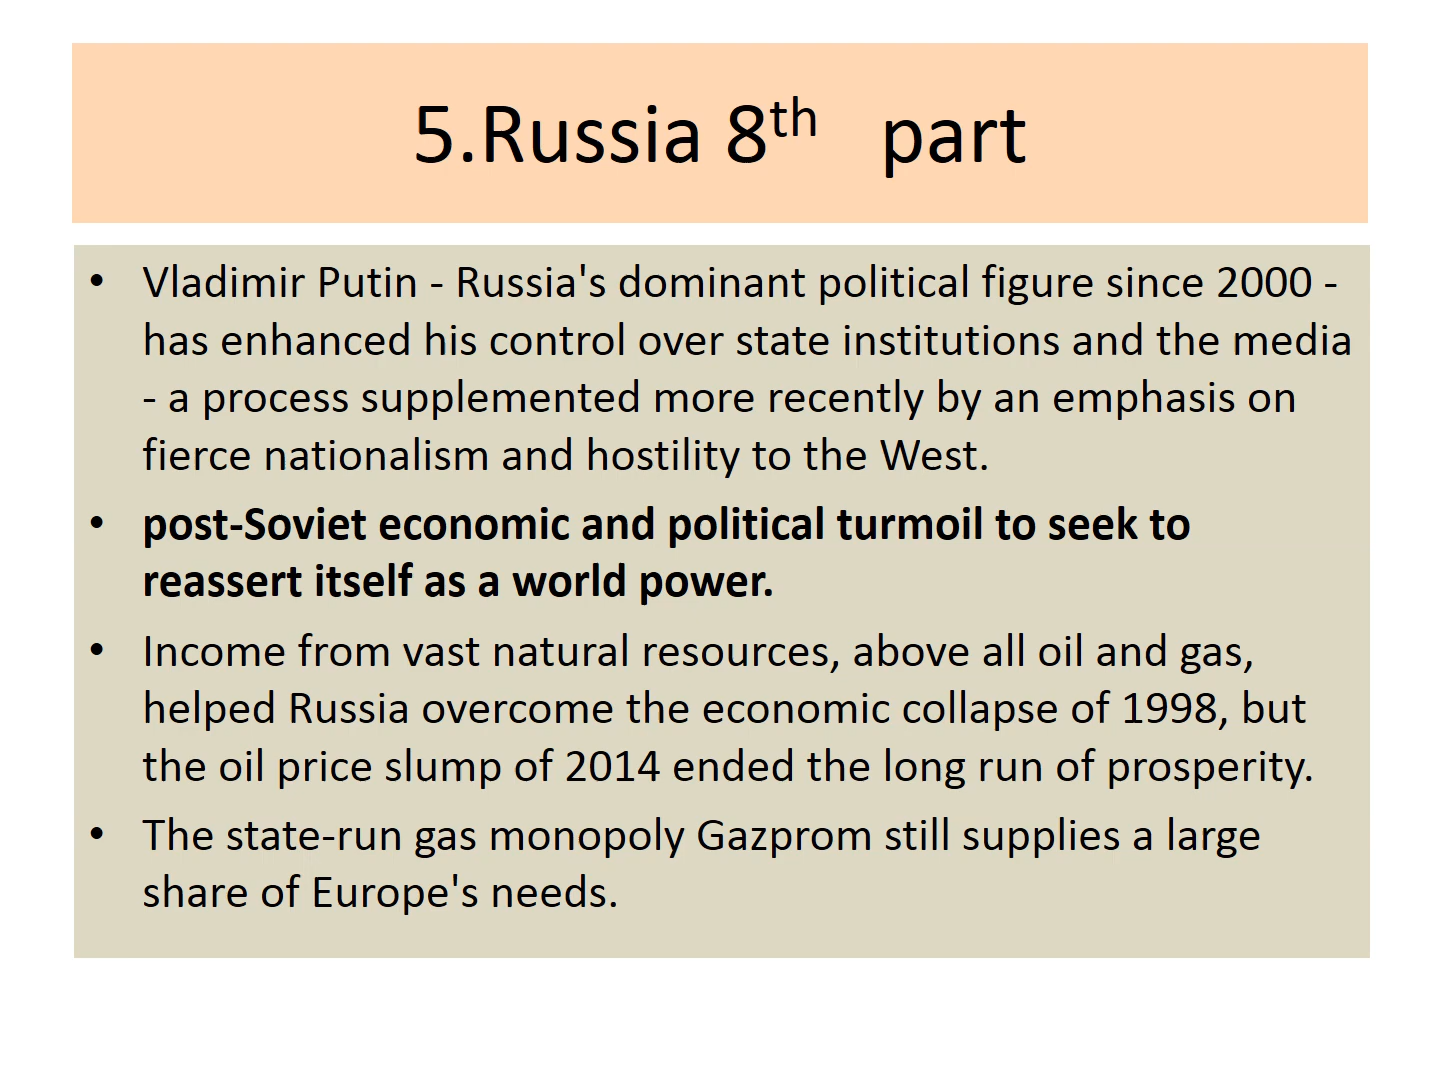 5.Russia 8th part
• Vladimir Putin - Russia's dominant political figure since 2000 -
has enhanced his control over state institutions and the media
- a process supplemented more recently by an emphasis on
fierce nationalism and hostility to the West.
• post-Soviet economic and political turmoil to seek to
reassert itself as a world power.
• Income from vast natural resources, above all oil and gas,
helped Russia overcome the economic collapse of 1998, but
the oil price slump of 2014 ended the long run of prosperity.
• The state-run gas monopoly Gazprom still supplies a large
share of Europe's needs.